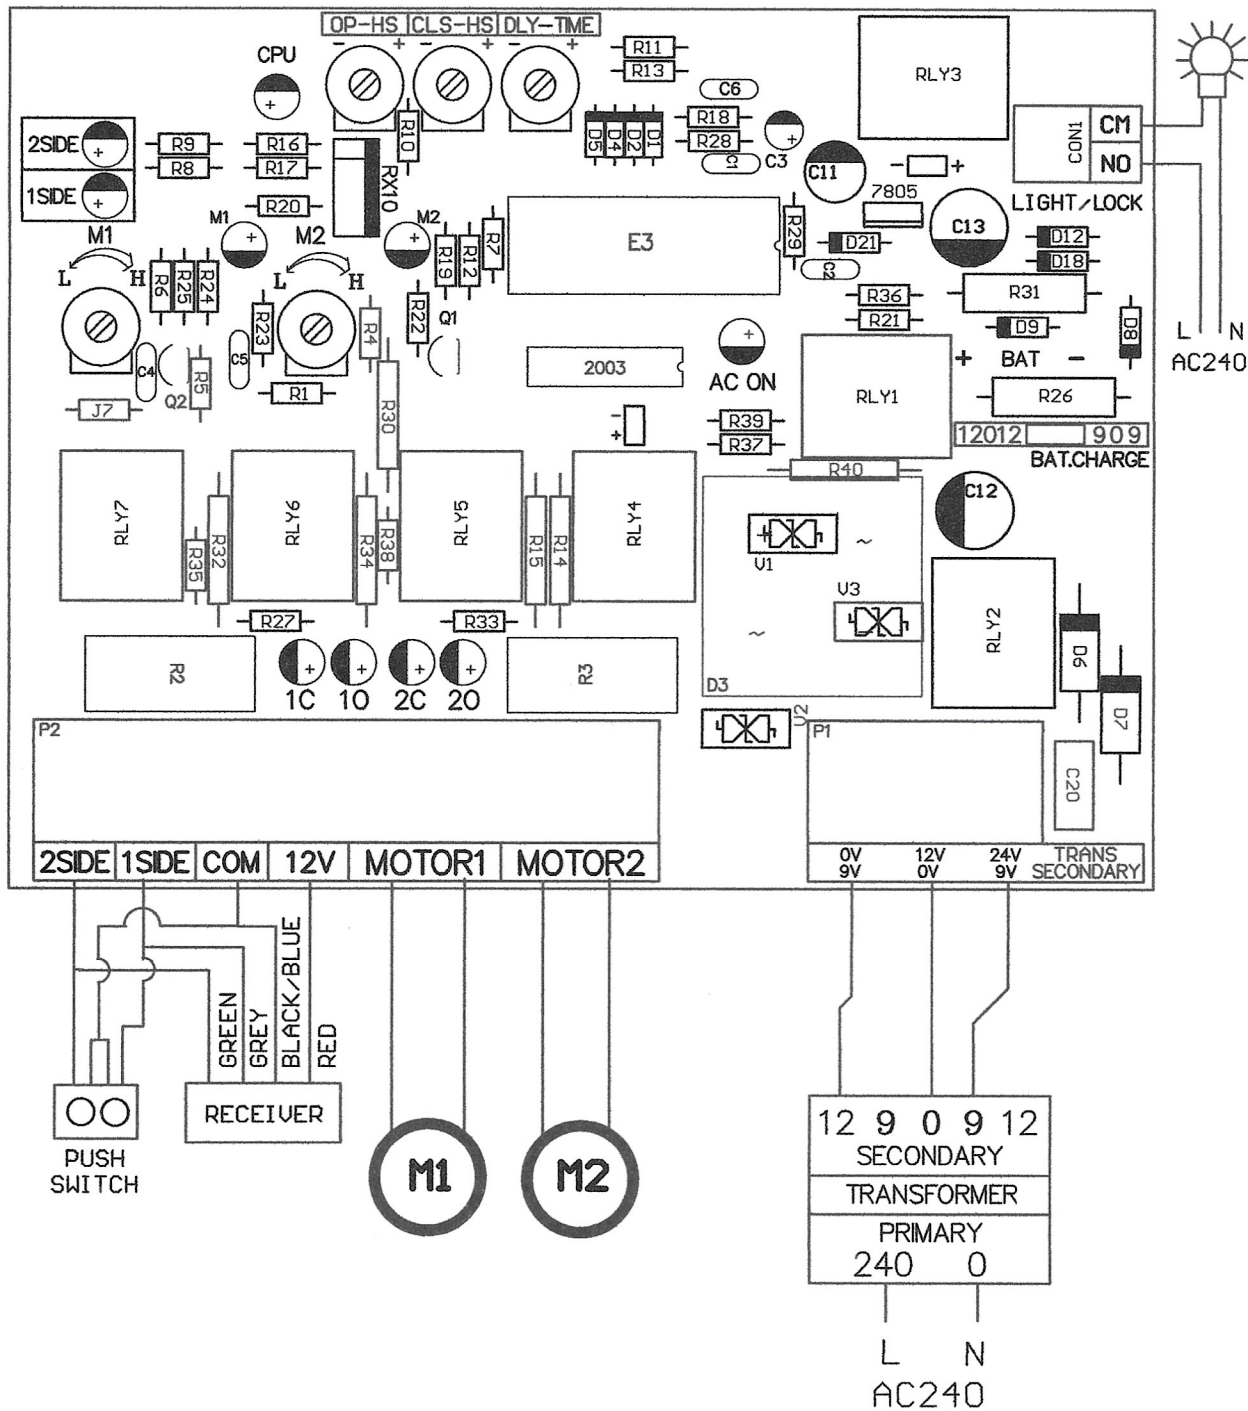 OP-HS CLS-HS DLY-TIME
- + - + - +
CPU
R11
R13
RLY3
C6
R18
R28
C1
C3
D5 D4 D2 D1
R10
2SIDE
1SIDE
R9
R8
R16
R17
R20
RX10
C11
- +
7805
C13
CON1
CM
NO
LIGHT/LOCK
M1
L H
M1
M2
L H
M2
R6 R25 R24
R19 R12 R7
E3
R29
D21
C2
D12
D18
R31
R36
R21
D9
D8
L N
AC240
R23
R4
R22
Q1
C4
Q2
R5
C5
R1
J7
R30
2003
AC ON
- +
R39
R37
RLY1
+ BAT -
R26
12012 909
BAT.CHARGE
R40
C12
RLY7
R35
R32
RLY6
R34
R38
RLY5
R15
R14
RLY4
V1
~
V3
~
D3
RLY2
D6
D7
R27
R33
R2
1C 1O 2C 2O
R3
V2
P2
P1
C20
2SIDE 1SIDE COM 12V MOTOR1 MOTOR2
0V 12V 24V TRANS
9V 0V 9V SECONDARY
GREEN
GREY
BLACK/BLUE
RED
PUSH
SWITCH
RECEIVER
M1
M2
12 9 0 9 12
SECONDARY
TRANSFORMER
PRIMARY
240 0
L N
AC240